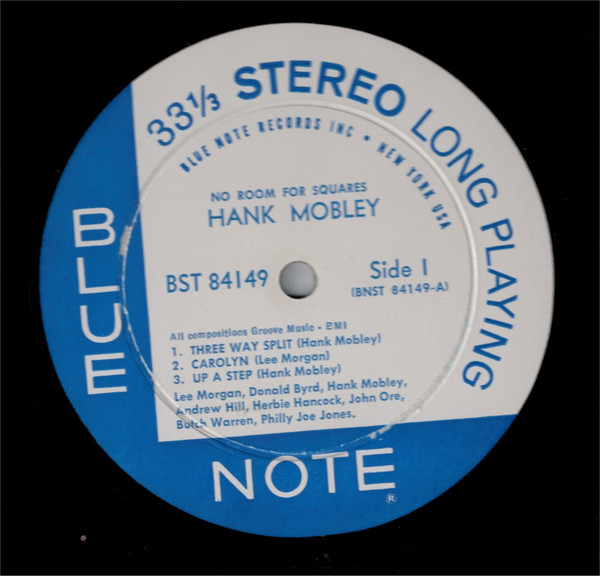 33⅓ STEREO LONG PLAYING
BLUE NOTE RECORDS INC • NEW YORK USA
NO ROOM FOR SQUARES
HANK MOBLEY
BST 84149
Side 1
(BNST 84149-A)
All compositions Groove Music - BMI
1. THREE WAY SPLIT (Hank Mobley)
2. CAROLYN (Lee Morgan)
3. UP A STEP (Hank Mobley)
Lee Morgan, Donald Byrd, Hank Mobley,
Andrew Hill, Herbie Hancock, John Ore,
Butch Warren, Philly Joe Jones.
BLUE
NOTE®